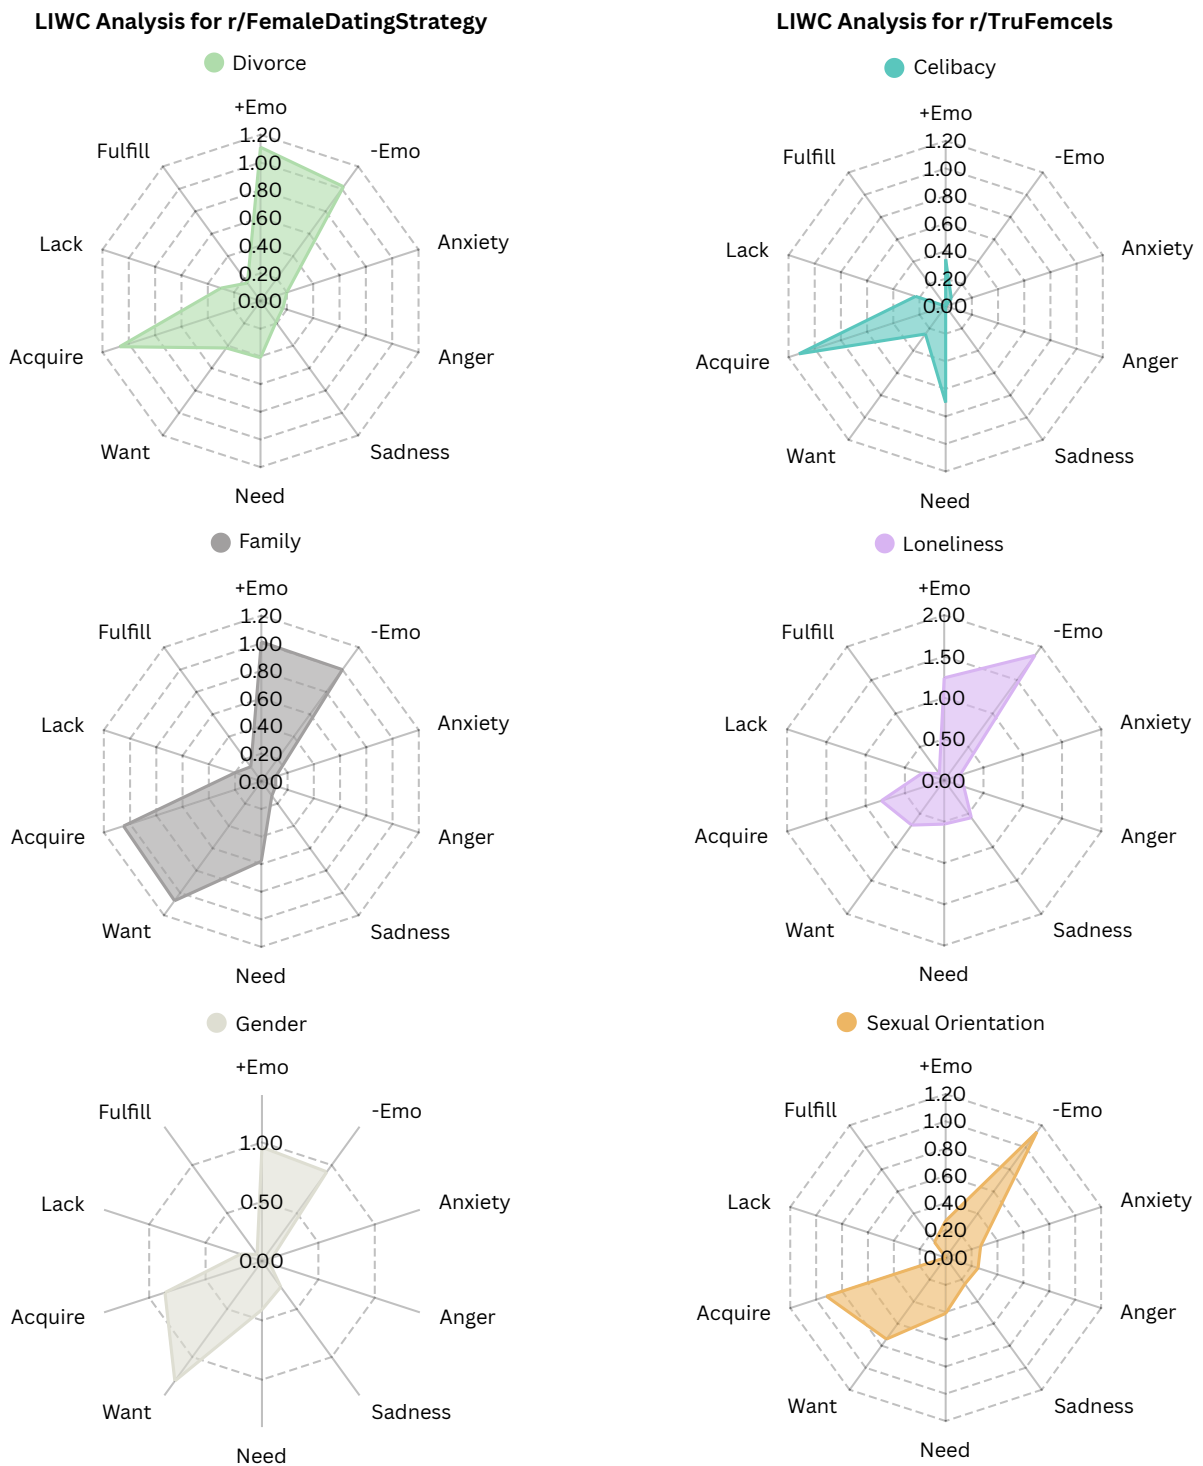 LIWC Analysis for r/FemaleDatingStrategy
Divorce
+Emo
1.20
-Emo
Fulfill
1.00
0.80
0.60
Lack
Anxiety
0.40
0.20
0.00
Acquire
Anger
Want
Sadness
Need
Family
+Emo
1.20
-Emo
Fulfill
1.00
0.80
0.60
Lack
Anxiety
0.40
0.20
0.00
Acquire
Anger
Want
Sadness
Need
Gender
+Emo
Fulfill
-Emo
1.00
Lack
0.50
Anxiety
0.00
Acquire
Anger
Want
Sadness
Need
LIWC Analysis for r/TruFemcels
Celibacy
+Emo
1.20
Fulfill
-Emo
1.00
0.80
0.60
Lack
0.40
Anxiety
0.20
0.00
Acquire
Anger
Want
Sadness
Need
Loneliness
+Emo
2.00
Fulfill
-Emo
1.50
1.00
Lack
Anxiety
0.50
0.00
Acquire
Anger
Want
Sadness
Need
Sexual Orientation
+Emo
1.20
Fulfill
-Emo
1.00
0.80
0.60
Lack
0.40
Anxiety
0.20
0.00
Acquire
Anger
Want
Sadness
Need